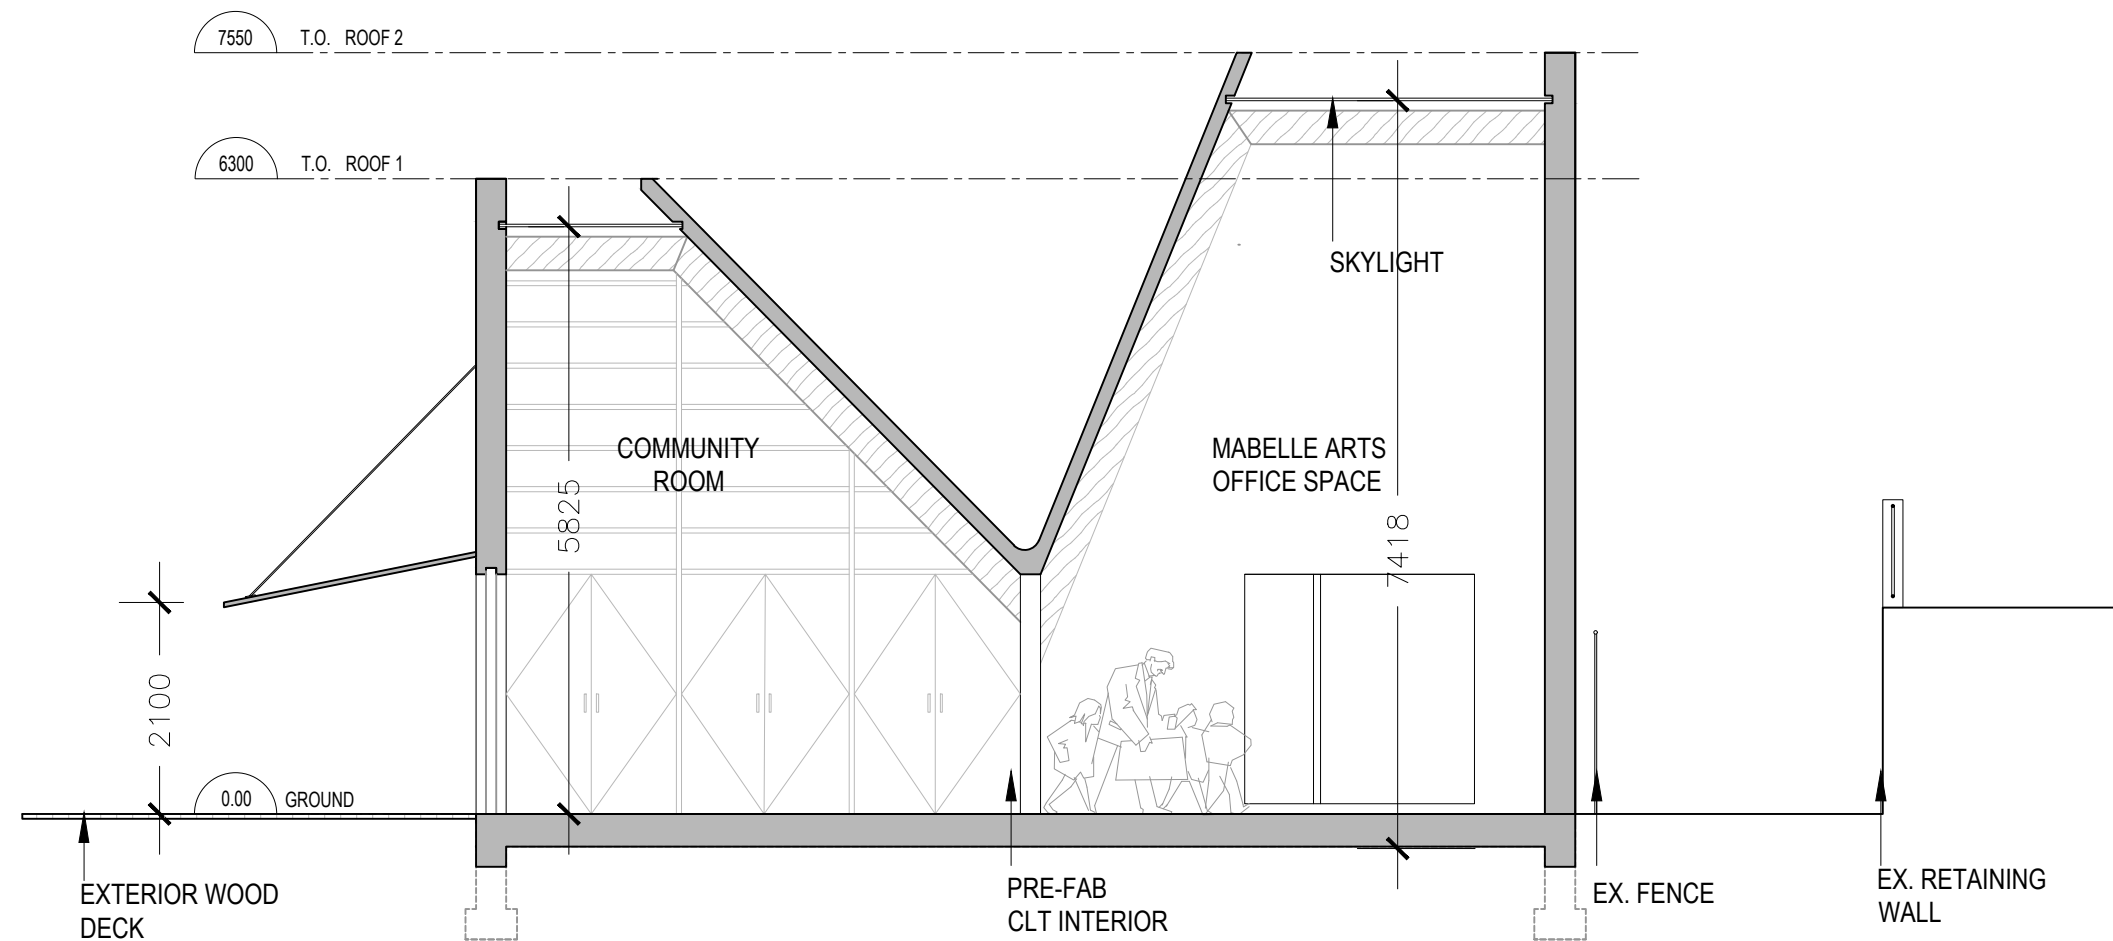 7550 T.O. ROOF 2
6300 T.O. ROOF 1
SKYLIGHT
COMMUNITY
ROOM
MABELLE ARTS
OFFICE SPACE
5825
7418
2100
0.00 GROUND
EXTERIOR WOOD
DECK
PRE-FAB
CLT INTERIOR
EX. FENCE
EX. RETAINING
WALL